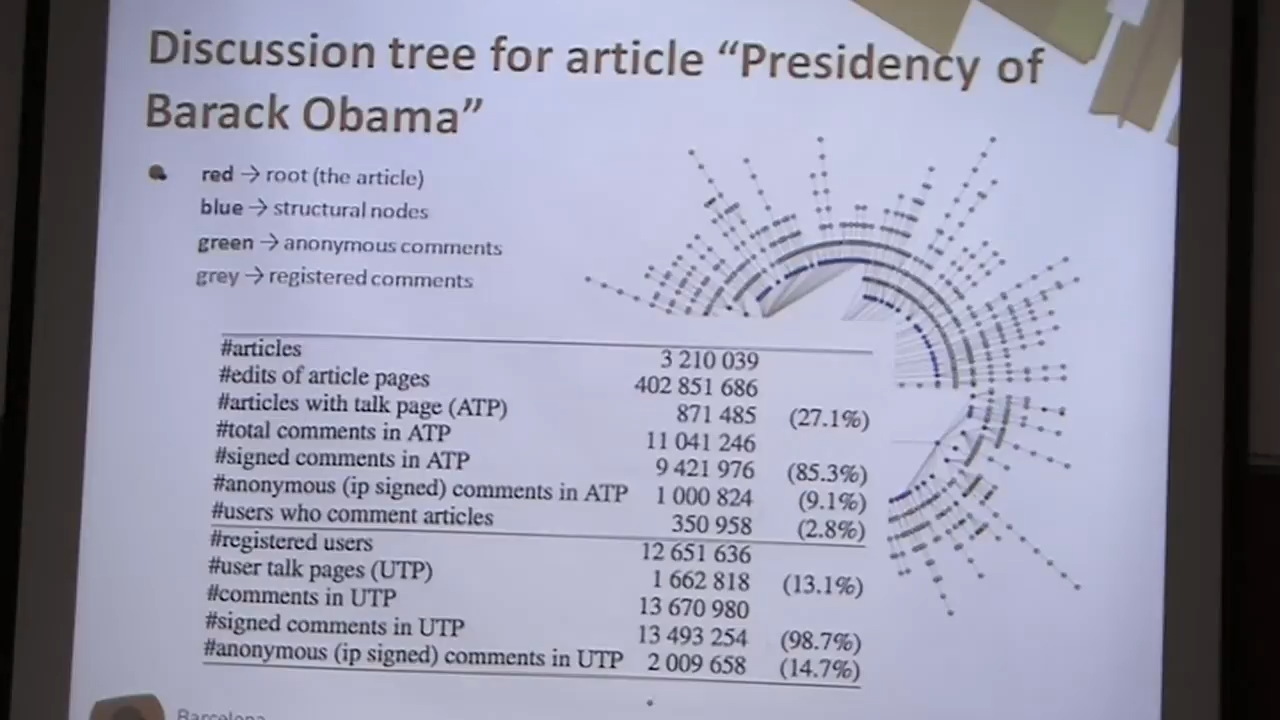 Discussion tree for article “Presidency of
Barack Obama”
red → root (the article)
blue → structural nodes
green → anonymous comments
grey → registered comments
#articles 3 210 039
#edits of article pages 402 851 686
#articles with talk page (ATP) 871 485 (27.1%)
#total comments in ATP 11 041 246
#signed comments in ATP 9 421 976 (85.3%)
#anonymous (ip signed) comments in ATP 1 000 824 (9.1%)
#users who comment articles 350 958 (2.8%)
#registered users 12 651 636
#user talk pages (UTP) 1 662 818 (13.1%)
#comments in UTP 13 670 980
#signed comments in UTP 13 493 254 (98.7%)
#anonymous (ip signed) comments in UTP 2 009 658 (14.7%)
Barcelona